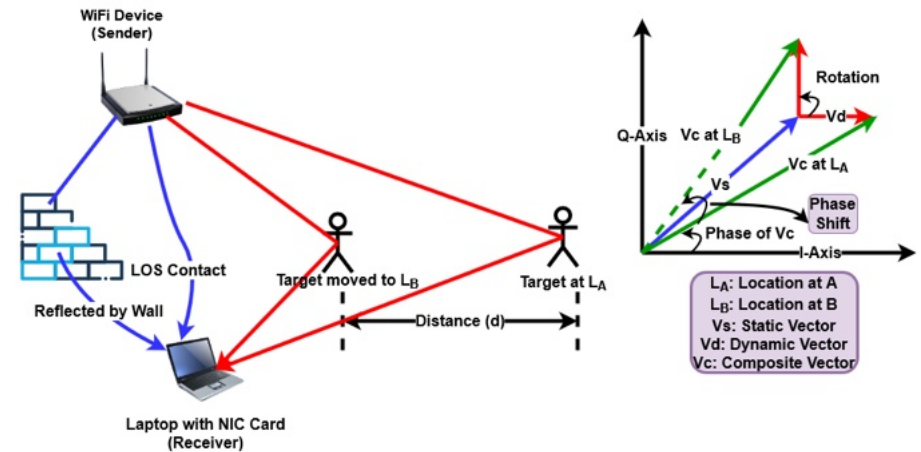 WiFi Device
(Sender)
LOS Contact
Reflected by Wall
Target moved to LB
Target at LA
Distance (d)
Laptop with NIC Card
(Receiver)
Q-Axis
Rotation
Vd
Vc at LB
Vc at LA
Vs
Phase
Shift
Phase of Vc
I-Axis
LA: Location at A
LB: Location at B
Vs: Static Vector
Vd: Dynamic Vector
Vc: Composite Vector